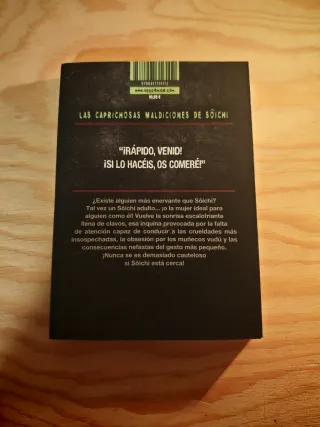 LAS CAPRICHOSAS MALDICIONES DE SÕICHI
"¡RÁPIDO, VENID!
¡SI LO HACÉIS, OS COMERÉ!"
¿Existe alguien más enervante que Sôichi?
Tal vez un Sôichi adulto... ¡o la mujer ideal para
alguien como él! Vuelve la sonrisa escalofriante
llena de clavos, esa inquina provocada por la falta
de atención capaz de conducir a las crueldades más
insospechadas, la obsesión por los muñecos vudú y las
consecuencias nefastas del gesto más pequeño.
¡Nunca se es demasiado cauteloso
si Sôichi está cerca!